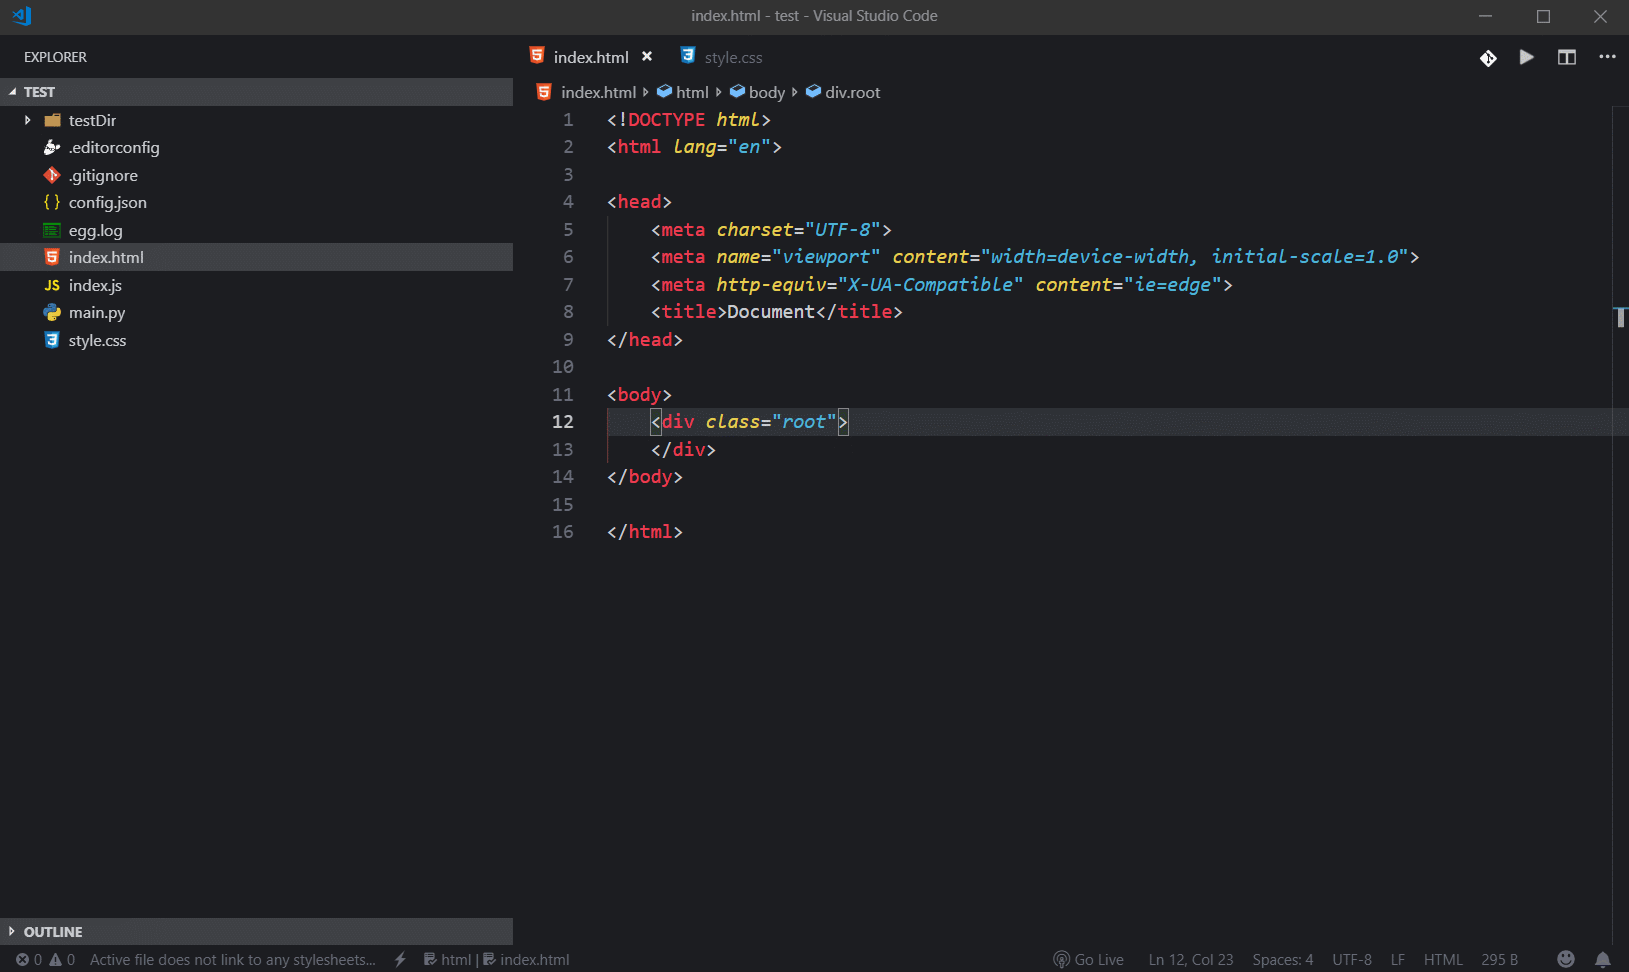 index.html - test - Visual Studio Code
EXPLORER
index.html
style.css
TEST
index.html html body div.root
testDir
.editorconfig
.gitignore
config.json
egg.log
index.html
index.js
main.py
style.css
1 <!DOCTYPE html>
2 <html lang="en">
3
4 <head>
5 <meta charset="UTF-8">
6 <meta name="viewport" content="width=device-width, initial-scale=1.0">
7 <meta http-equiv="X-UA-Compatible" content="ie=edge">
8 <title>Document</title>
9 </head>
10
11 <body>
12 <div class="root">
13 </div>
14 </body>
15
16 </html>
OUTLINE
0 0 Active file does not link to any stylesheets... html | index.html Go Live Ln 12, Col 23 Spaces: 4 UTF-8 LF HTML 295 B